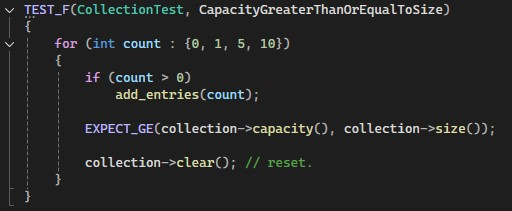 TEST_F(CollectionTest, CapacityGreaterThanOrEqualToSize)
{
    for (int count : {0, 1, 5, 10})
    {
        if (count > 0)
            add_entries(count);

        EXPECT_GE(collection->capacity(), collection->size());

        collection->clear(); // reset.
    }
}